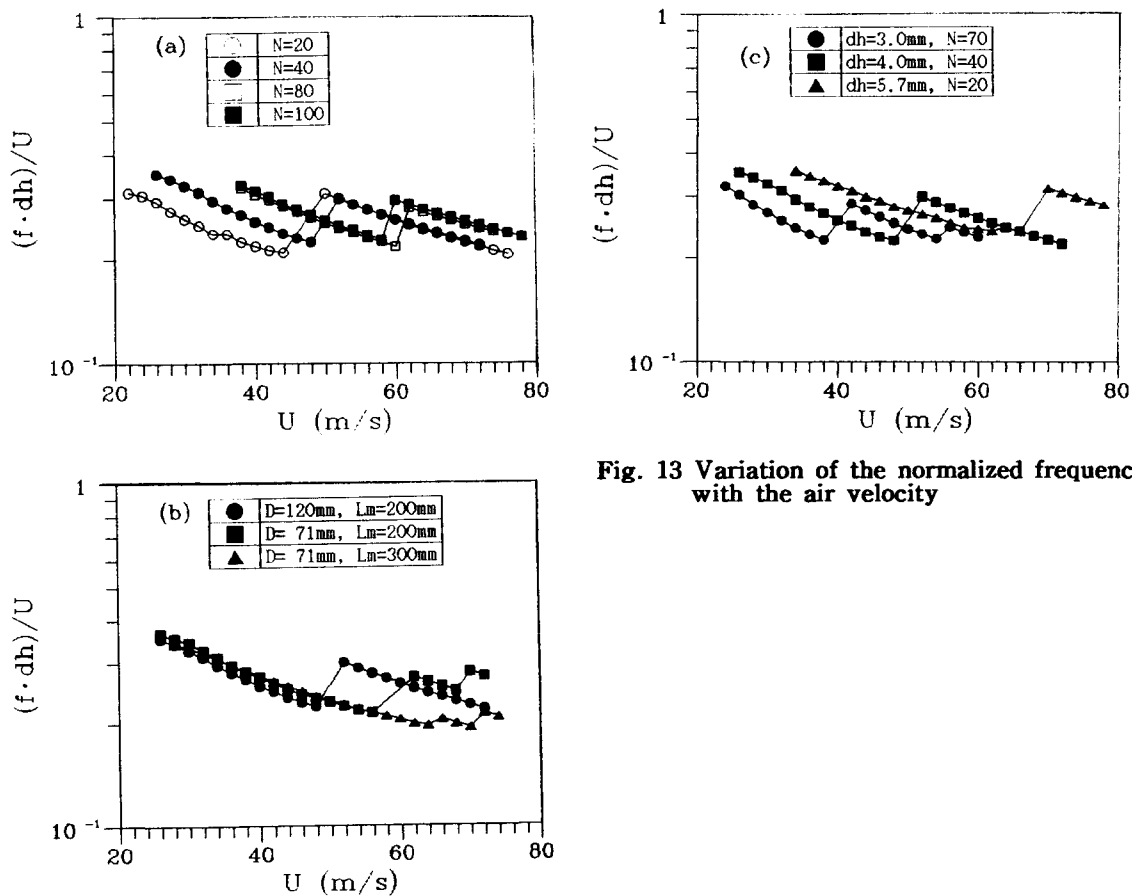 1
(a)
N=20
N=40
N=80
N=100
(f·dh)/U
10⁻¹
20 40 60 80
U (m/s)
1
(c)
dh=3.0mm, N=70
dh=4.0mm, N=40
dh=5.7mm, N=20
(f·dh)/U
10⁻¹
20 40 60 80
U (m/s)
Fig. 13 Variation of the normalized frequenc
with the air velocity
1
(b)
D=120mm, Lm=200mm
D= 71mm, Lm=200mm
D= 71mm, Lm=300mm
(f·dh)/U
10⁻¹
20 40 60 80
U (m/s)